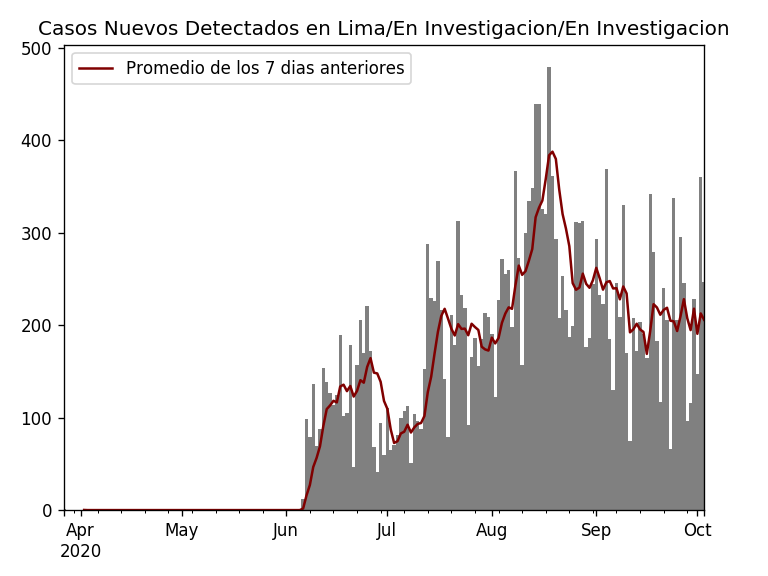 Casos Nuevos Detectados en Lima/En Investigacion/En Investigacion
Promedio de los 7 dias anteriores
500
400
300
200
100
0
Apr May Jun Jul Aug Sep Oct
2020